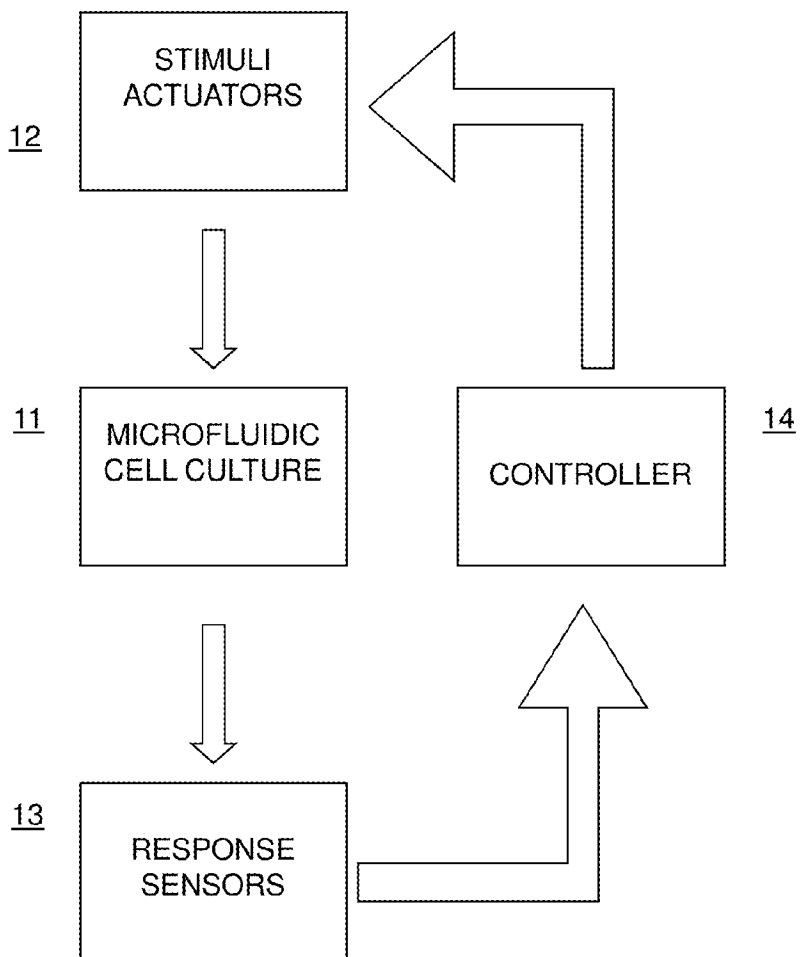 STIMULI
ACTUATORS
12
11
MICROFLUIDIC
CELL CULTURE
CONTROLLER
14
13
RESPONSE
SENSORS